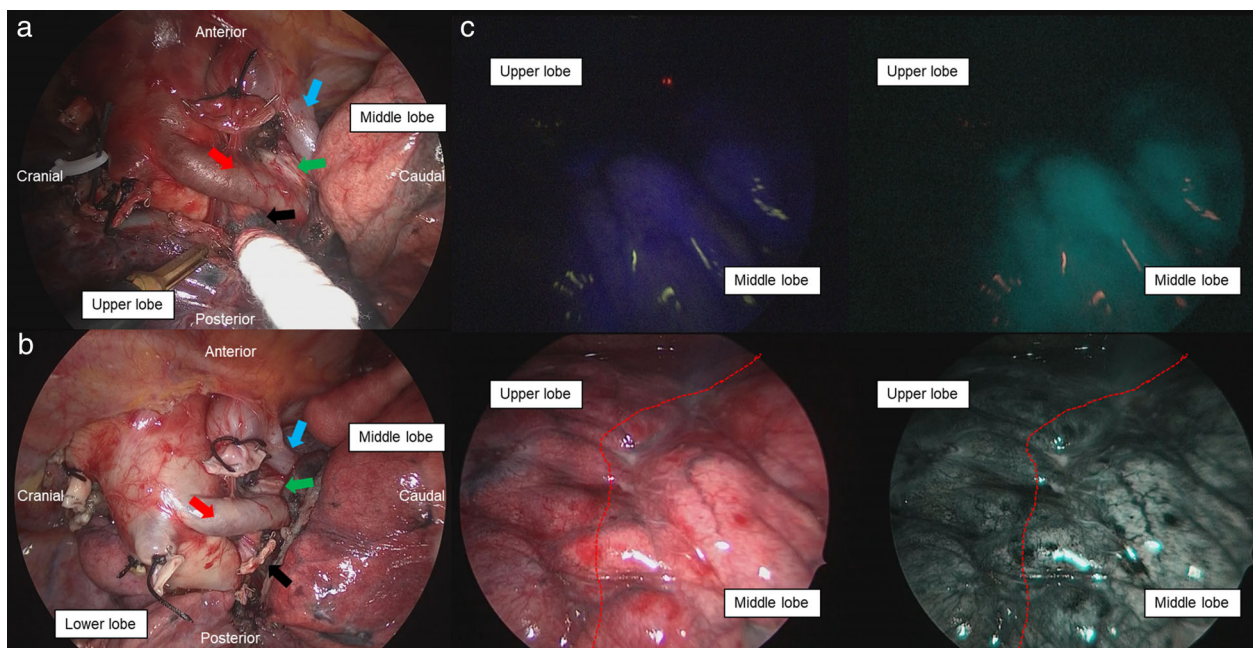 a
Anterior
Middle lobe
Cranial
Caudal
Upper lobe
Posterior
b
Anterior
Middle lobe
Cranial
Caudal
Lower lobe
Posterior
c
Upper lobe
Middle lobe
Upper lobe
Middle lobe
Upper lobe
Middle lobe
Upper lobe
Middle lobe